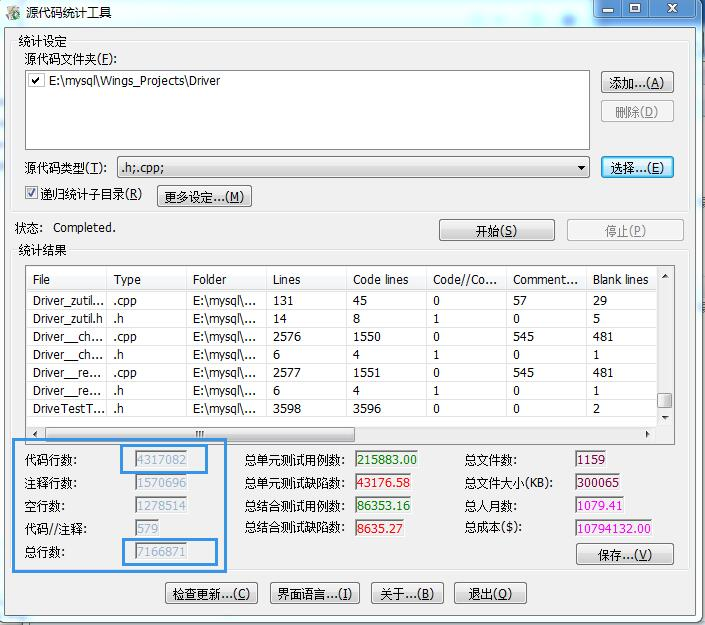 源代码统计工具
统计设定
源代码文件夹(F):
E:\mysql\Wings_Projects\Driver
添加...(A)
删除(D)
源代码类型(T): .h;.cpp; 选择...(E)
递归统计子目录(R) 更多设定...(M)
状态: Completed. 开始(S) 停止(P)
统计结果
File Type Folder Lines Code lines Code//Co... Comment... Blank lines
Driver_zutil... .cpp E:\mysql\... 131 45 0 57 29
Driver_zutil.h .h E:\mysql\... 14 8 1 0 5
Driver__ch... .cpp E:\mysql\... 2576 1550 0 545 481
Driver__ch... .h E:\mysql\... 6 4 1 0 1
Driver__re... .cpp E:\mysql\... 2577 1551 0 545 481
Driver__re... .h E:\mysql\... 6 4 1 0 1
DriveTestT... .h E:\mysql\... 3598 3596 0 0 2
代码行数: 4317082 总单元测试用例数: 215883.00 总文件数: 1159
注释行数: 1570696 总单元测试缺陷数: 43176.58 总文件大小(KB): 300065
空行数: 1278514 总结合测试用例数: 86353.16 总人月数: 1079.41
代码//注释: 579 总结合测试缺陷数: 8635.27 总成本($): 10794132.00
总行数: 7166871 保存...(V)
检查更新...(C) 界面语言...(I) 关于...(B) 退出(Q)